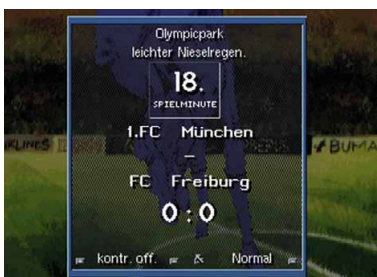 Olympicpark
leichter Nieselregen.
18.
SPIELMINUTE
1.FC München
–
FC Freiburg
0 : 0
kontr. off. & Normal